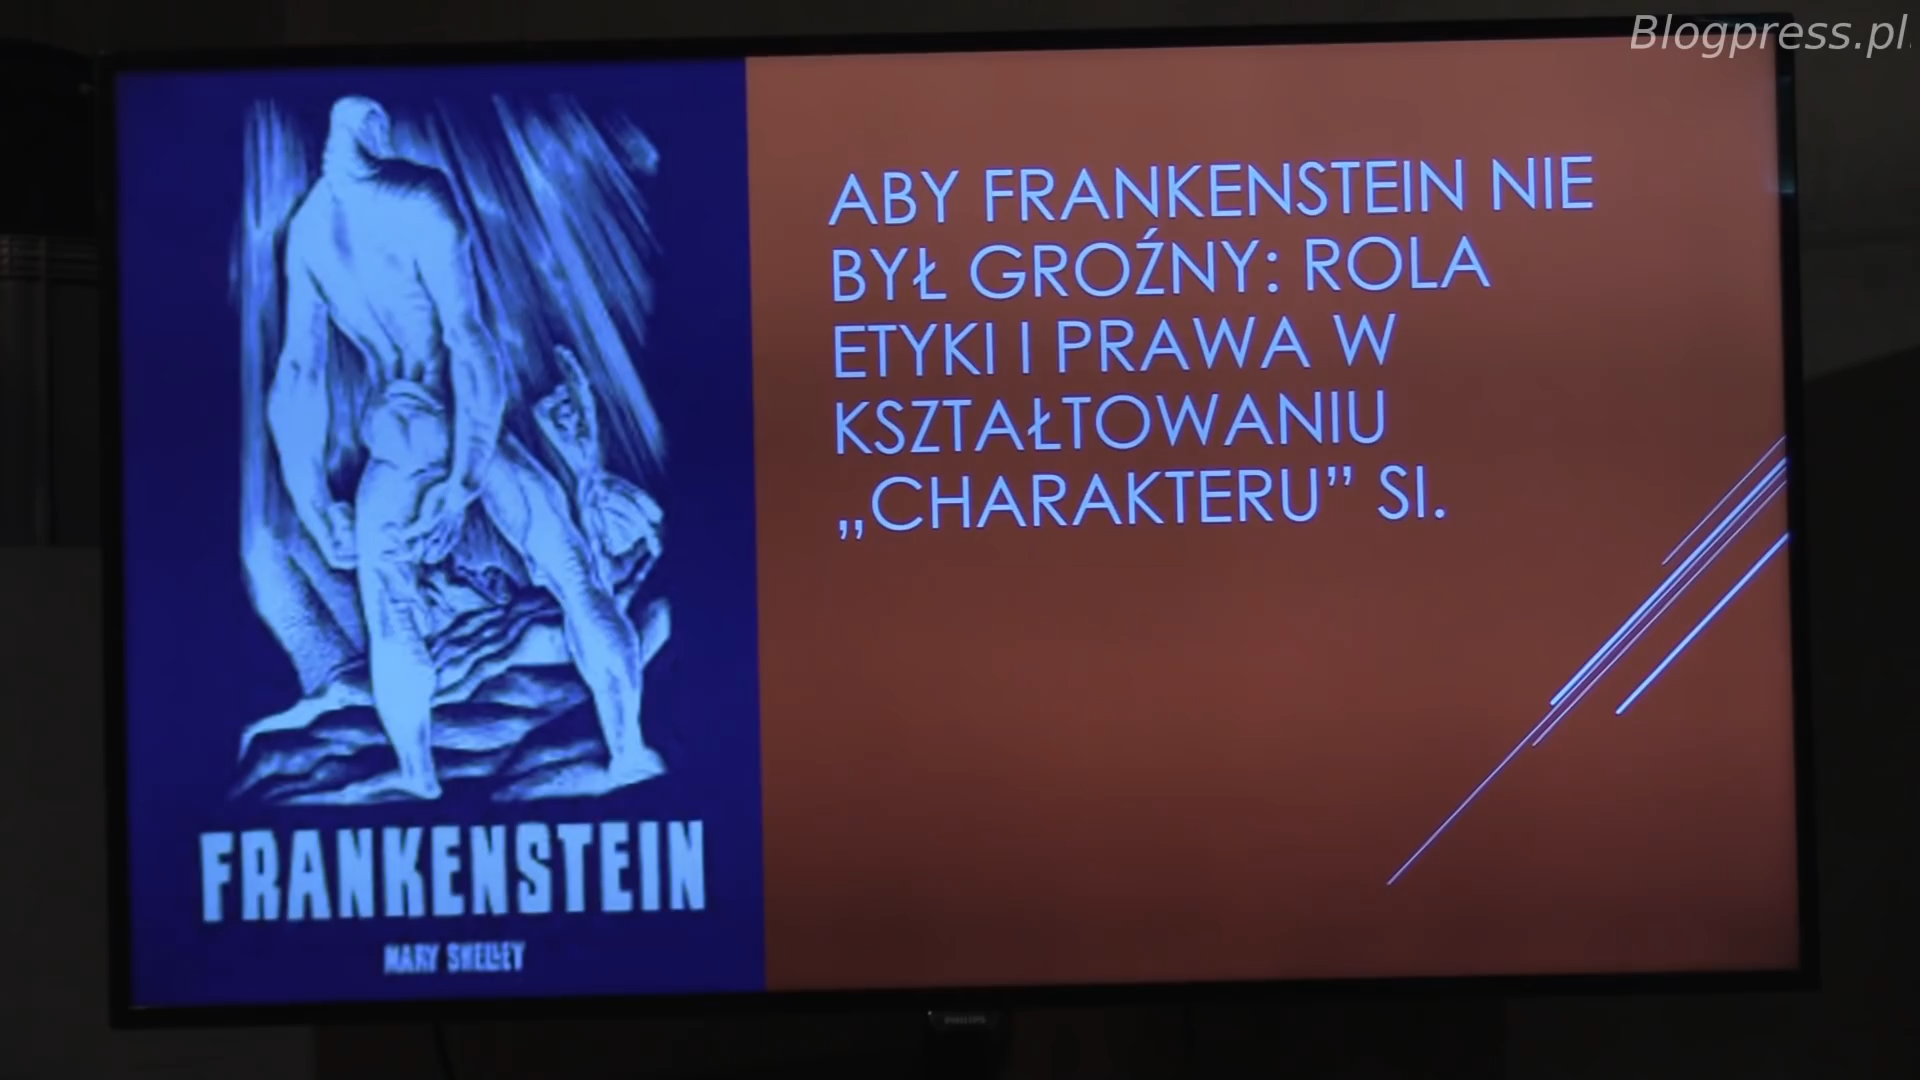 Blogpress.pl
ABY FRANKENSTEIN NIE
BYŁ GROŹNY: ROLA
ETYKI I PRAWA W
KSZTAŁTOWANIU
„CHARAKTERU” SI.
FRANKENSTEIN
MARY SHELLEY
PHILIPS